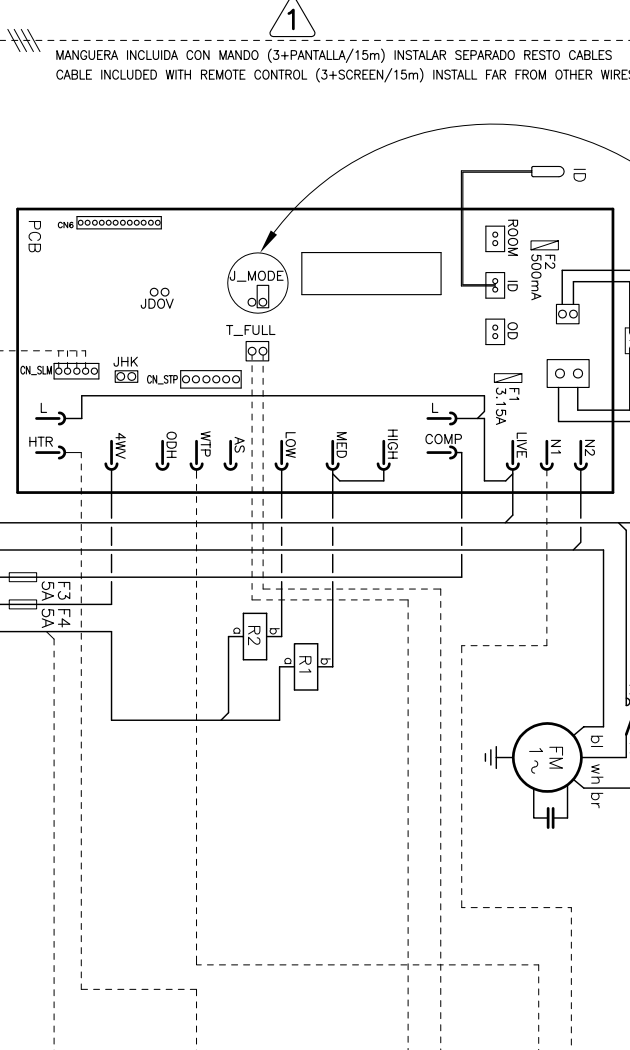 1
MANGUERA INCLUIDA CON MANDO (3+PANTALLA/15m) INSTALAR SEPARADO RESTO CABLES
CABLE INCLUDED WITH REMOTE CONTROL (3+SCREEN/15m) INSTALL FAR FROM OTHER WIRES
ID
PCB
CN6
ROOM
F2
500mA
J_MODE
ID
JDOV
T_FULL
OD
CN_SLM
JHK
CN_STP
F1
3.15A
L
L
HTR
4WV
ODH
WTP
AS
LOW
MED
HIGH
COMP
LIVE
N1
N2
F3
5A
F4
5A
a
R2
b
a
R1
b
FM
1 ~
bl
wh
br